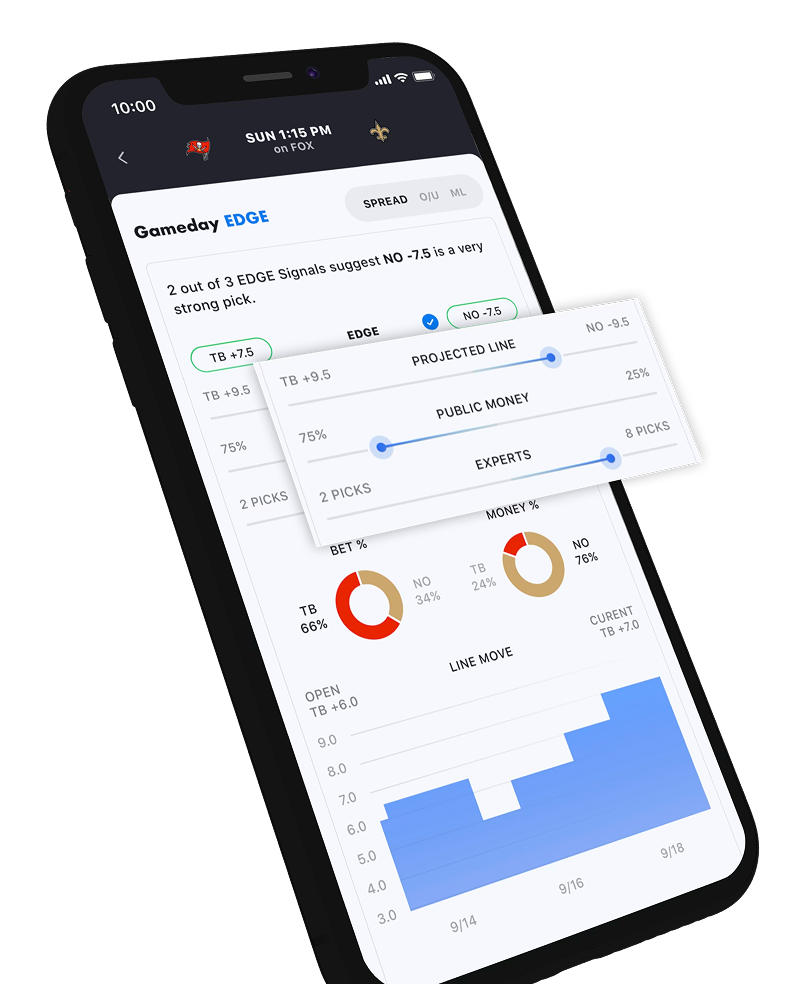 10:00
SUN 1:15 PM
on FOX
Gameday EDGE
SPREAD O/U ML
2 out of 3 EDGE Signals suggest NO -7.5 is a very
strong pick.
TB +7.5 EDGE NO -7.5
TB +9.5
75%
2 PICKS
TB +9.5 PROJECTED LINE NO -9.5
75% PUBLIC MONEY 25%
2 PICKS EXPERTS 8 PICKS
BET %
TB
66%
NO
34%
MONEY %
TB
24%
NO
76%
OPEN
TB +6.0
LINE MOVE
CURENT
TB +7.0
9.0
8.0
7.0
6.0
5.0
4.0
3.0
9/14 9/16 9/18